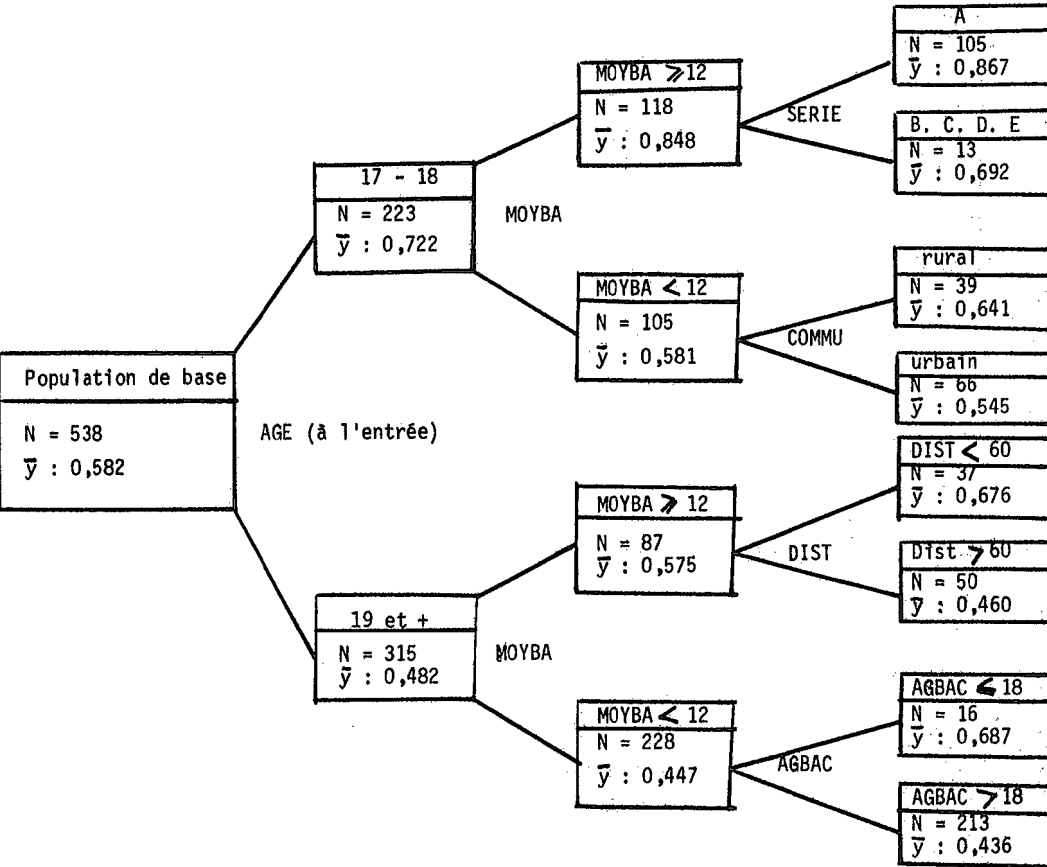 Population de base
N = 538
y̅ : 0,582
AGE (à l'entrée)
17 - 18
N = 223
y̅ : 0,722
MOYBA
19 et +
N = 315
y̅ : 0,482
MOYBA
MOYBA ⩾ 12
N = 118
y̅ : 0,848
SERIE
MOYBA < 12
N = 105
y̅ : 0,581
COMMU
MOYBA ⩾ 12
N = 87
y̅ : 0,575
DIST
MOYBA < 12
N = 228
y̅ : 0,447
AGBAC
A
N = 105
y̅ : 0,867
B. C. D. E
N = 13
y̅ : 0,692
rural
N = 39
y̅ : 0,641
urbain
N = 66
y̅ : 0,545
DIST < 60
N = 37
y̅ : 0,676
Dist > 60
N = 50
y̅ : 0,460
AGBAC ⩽ 18
N = 16
y̅ : 0,687
AGBAC > 18
N = 213
y̅ : 0,436